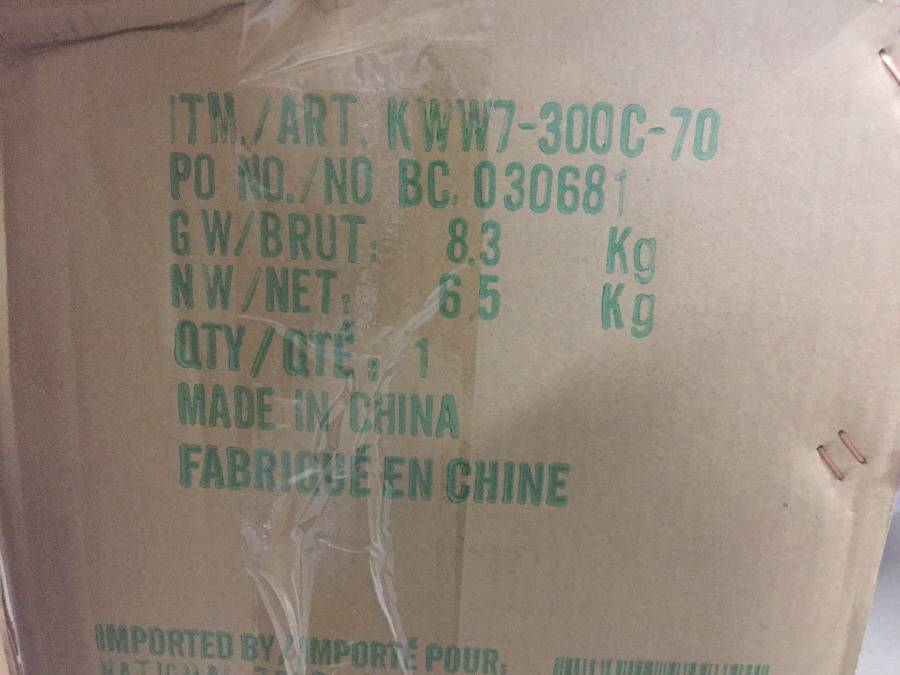 ITM./ART. KWW7-300C-70
PO NO./NO BC. 030681
GW/BRUT: 8.3 Kg
NW/NET: 6.5 Kg
QTY/QTÉ: 1
MADE IN CHINA
FABRIQUÉ EN CHINE
IMPORTED BY/IMPORTÉ POUR:
NATIONAL